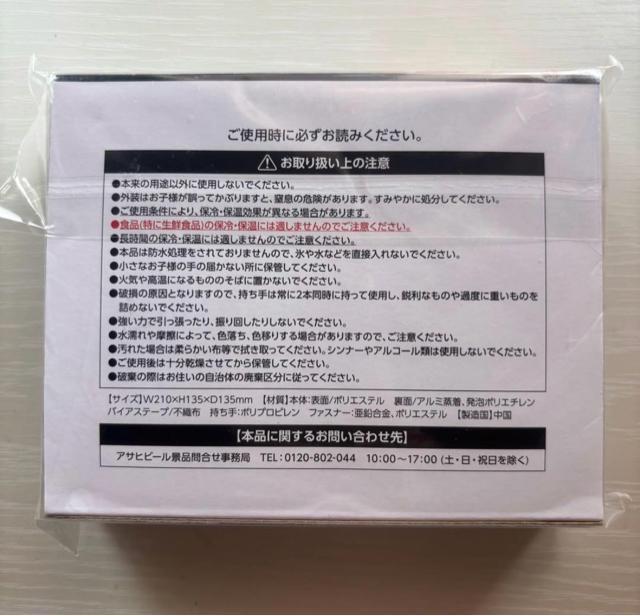 ご使用時に必ずお読みください。
お取り扱い上の注意
●本来の用途以外に使用しないでください。
●外装はお子様が誤ってかぶりますと、窒息の危険があります。すみやかに処分してください。
●ご使用条件により、保冷・保温効果が異なる場合があります。
●食品(特に生鮮食品)の保冷・保温には適しませんのでご注意ください。
●長時間の保冷・保温には適しませんのでご注意ください。
●本品は防水処理をされておりませんので、氷や水などを直接入れないでください。
●小さなお子様の手の届かない所に保管してください。
●火気や高温になるもののそばに置かないでください。
●破損の原因となりますので、持ち手は常に2本同時に持って使用し、鋭利なものや過度に重いものを
詰めないでください。
●強い力で引っ張ったり、振り回したりしないでください。
●水濡れや摩擦によって、色落ち、色移りする場合がありますので、ご注意ください。
●汚れた場合は柔らかい布等で拭き取ってください。シンナーやアルコール類は使用しないでください。
●ご使用後は十分乾燥させてから保管してください。
●破棄の際はお住いの自治体の廃棄区分に従ってください。
【サイズ】W210×H135×D135mm 【材質】本体:表面/ポリエステル 裏面/アルミ蒸着、発泡ポリエチレン
バイアステープ/不織布 持ち手:ポリプロピレン ファスナー:亜鉛合金、ポリエステル 【製造国】中国
【本品に関するお問い合わせ先】
アサヒビール景品問合せ事務局 TEL:0120-802-044 10:00～17:00 (土・日・祝日を除く)